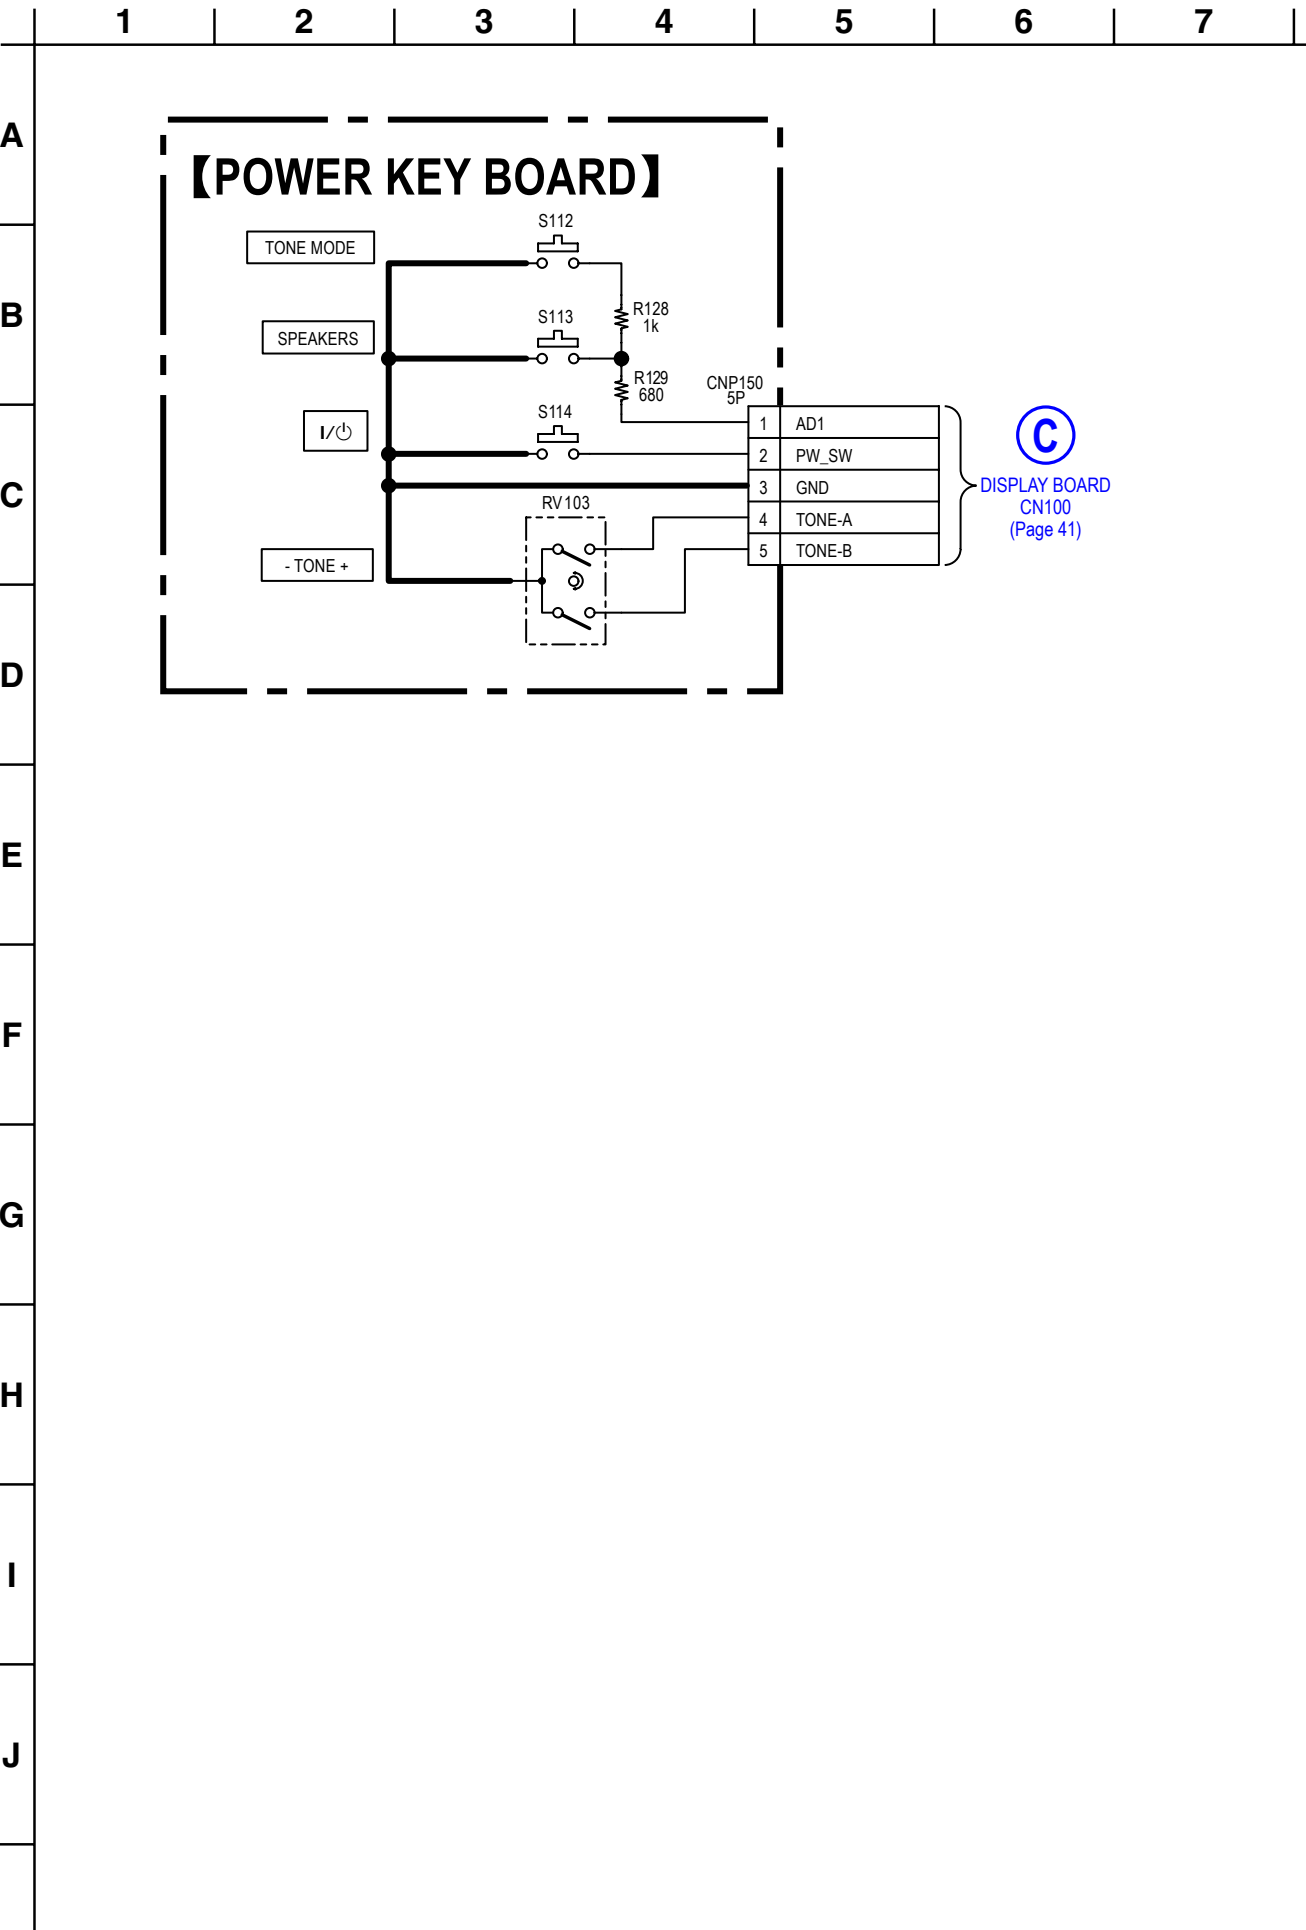 1 2 3 4 5 6 7
A
【POWER KEY BOARD】
S112
TONE MODE
B
R128
1k
S113
SPEAKERS
R129
680
CNP150
5P
S114
I/⏻
1 AD1
2 PW_SW
3 GND
4 TONE-A
5 TONE-B
C
DISPLAY BOARD
CN100
(Page 41)
C
RV103
- TONE +
D
E
F
G
H
I
J